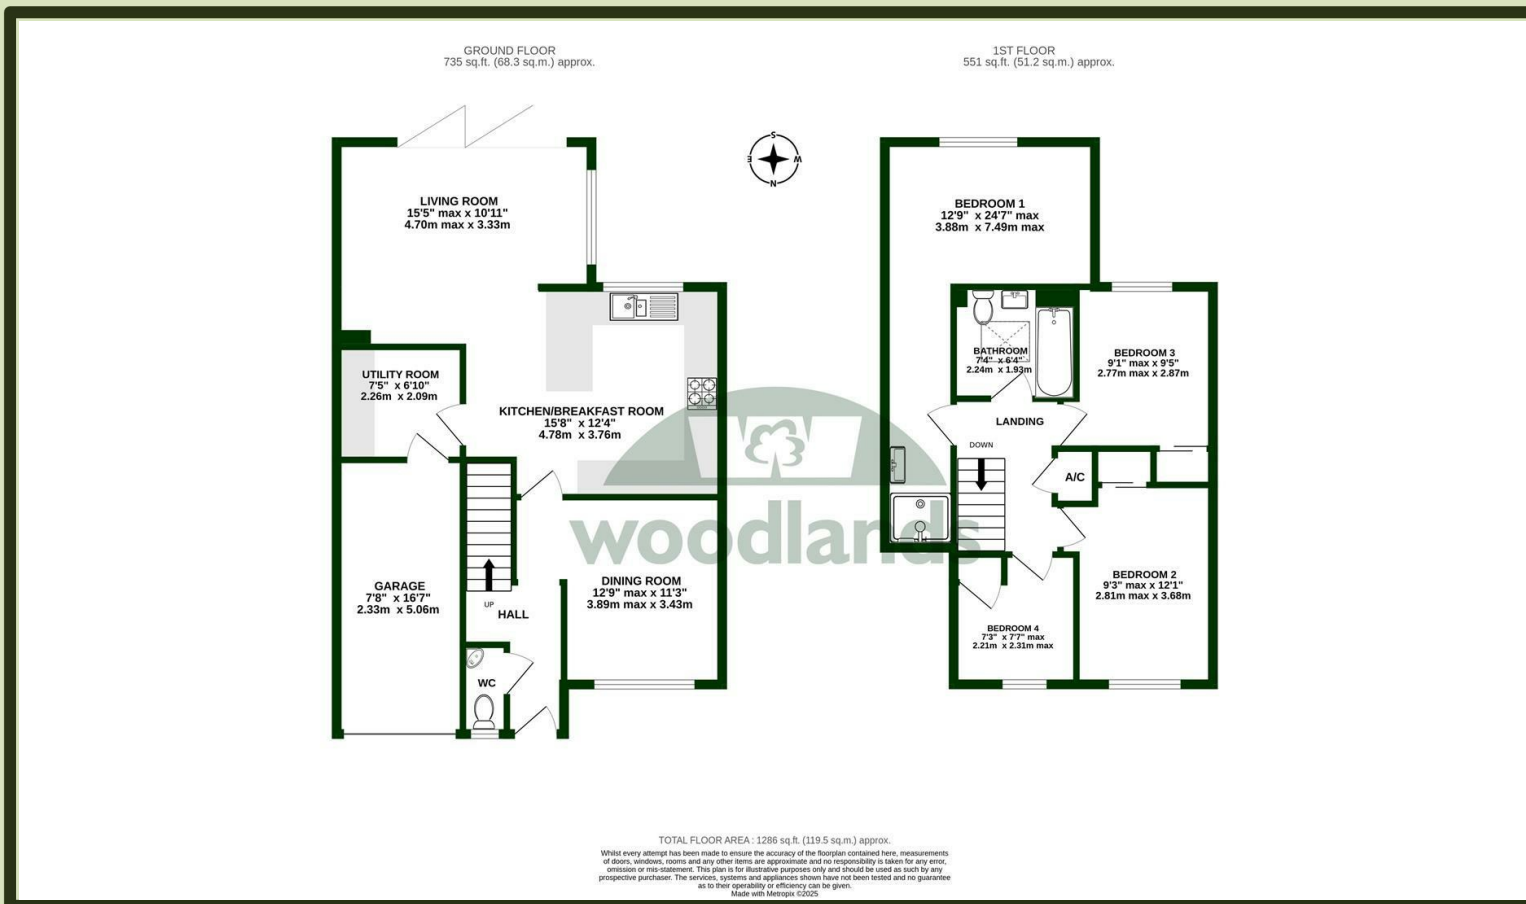 GROUND FLOOR
735 sq.ft. (68.3 sq.m.) approx.
1ST FLOOR
551 sq.ft. (51.2 sq.m.) approx.
S
E
W
N
LIVING ROOM
15'5" max x 10'11"
4.70m max x 3.33m
UTILITY ROOM
7'5" x 6'10"
2.26m x 2.09m
KITCHEN/BREAKFAST ROOM
15'8" x 12'4"
4.78m x 3.76m
GARAGE
7'8" x 16'7"
2.33m x 5.06m
UP
HALL
DINING ROOM
12'9" max x 11'3"
3.89m max x 3.43m
WC
BEDROOM 1
12'9" x 24'7" max
3.88m x 7.49m max
BATHROOM
7'4" x 6'4"
2.24m x 1.93m
BEDROOM 3
9'1" max x 9'5"
2.77m max x 2.87m
LANDING
DOWN
A/C
BEDROOM 2
9'3" max x 12'1"
2.81m max x 3.68m
BEDROOM 4
7'3" x 7'7" max
2.21m x 2.31m max
woodlands
TOTAL FLOOR AREA : 1286 sq.ft. (119.5 sq.m.) approx.
Whilst every attempt has been made to ensure the accuracy of the floorplan contained here, measurements
of doors, windows, rooms and any other items are approximate and no responsibility is taken for any error,
omission or mis-statement. This plan is for illustrative purposes only and should be used as such by any
prospective purchaser. The services, systems and appliances shown have not been tested and no guarantee
as to their operability or efficiency can be given.
Made with Metropix ©2025